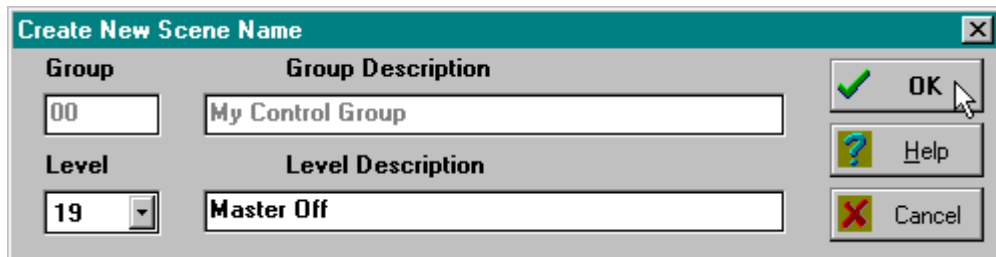 Create New Scene Name
Group Group Description
00 My Control Group
OK
Help
Level Level Description
19 Master Off
Cancel